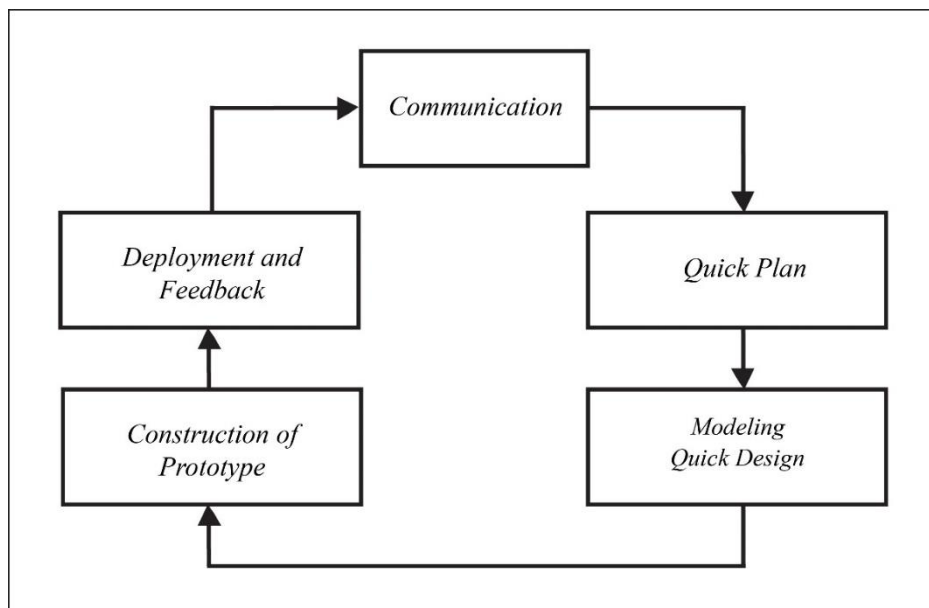 Communication
Quick Plan
Modeling
Quick Design
Construction of
Prototype
Deployment and
Feedback